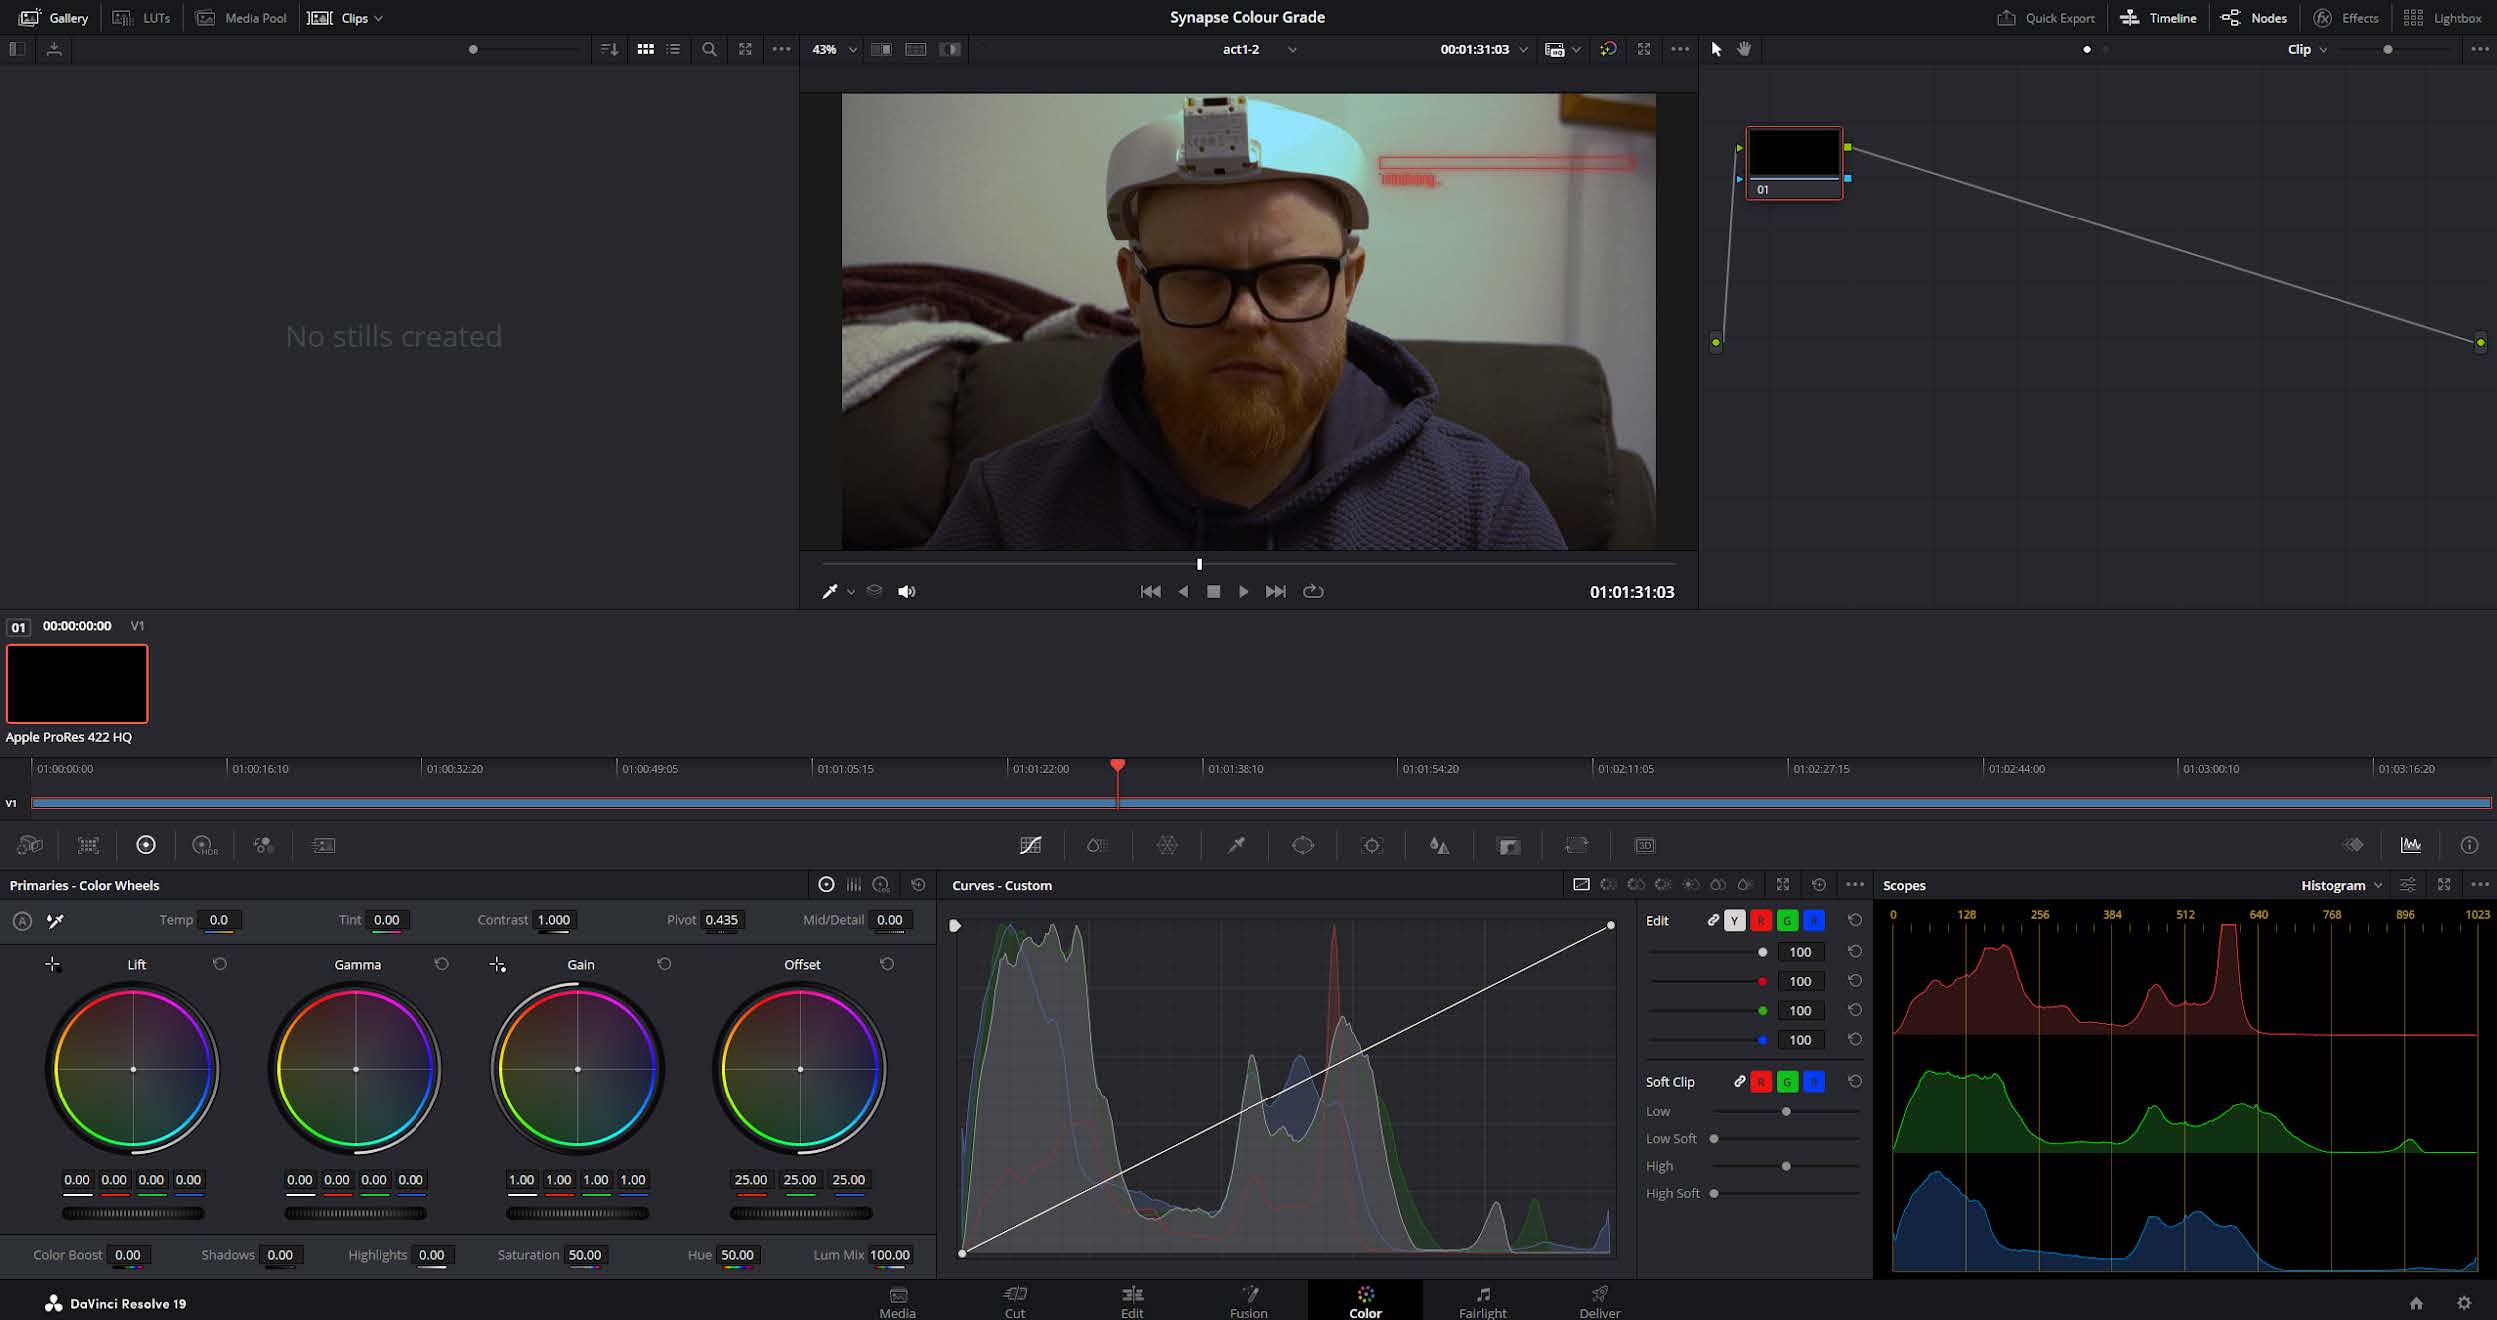 Gallery LUTs Media Pool Clips Synapse Colour Grade Quick Export Timeline Nodes Effects Lightbox
43% act1-2 00:01:31:03 Clip
No stills created
Initialising...
01
01:01:31:03
01 00:00:00:00 V1
Apple ProRes 422 HQ
01:00:00:00 01:00:16:10 01:00:32:20 01:00:49:05 01:01:05:15 01:01:22:00 01:01:38:10 01:01:54:20 01:02:11:05 01:02:27:15 01:02:44:00 01:03:00:10 01:03:16:20
V1
HDR
3D
Primaries - Color Wheels
LOG
A
Temp 0.0 Tint 0.00 Contrast 1.000 Pivot 0.435 Mid/Detail 0.00
Lift Gamma Gain Offset
0.00 0.00 0.00 0.00 0.00 0.00 0.00 0.00 1.00 1.00 1.00 1.00 25.00 25.00 25.00
Color Boost 0.00 Shadows 0.00 Highlights 0.00 Saturation 50.00 Hue 50.00 Lum Mix 100.00
Curves - Custom
Edit Y R G B
100
100
100
100
Soft Clip R G B
Low
Low Soft
High
High Soft
Scopes Histogram
0 128 256 384 512 640 768 896 1023
DaVinci Resolve 19
Media Cut Edit Fusion Color Fairlight Deliver